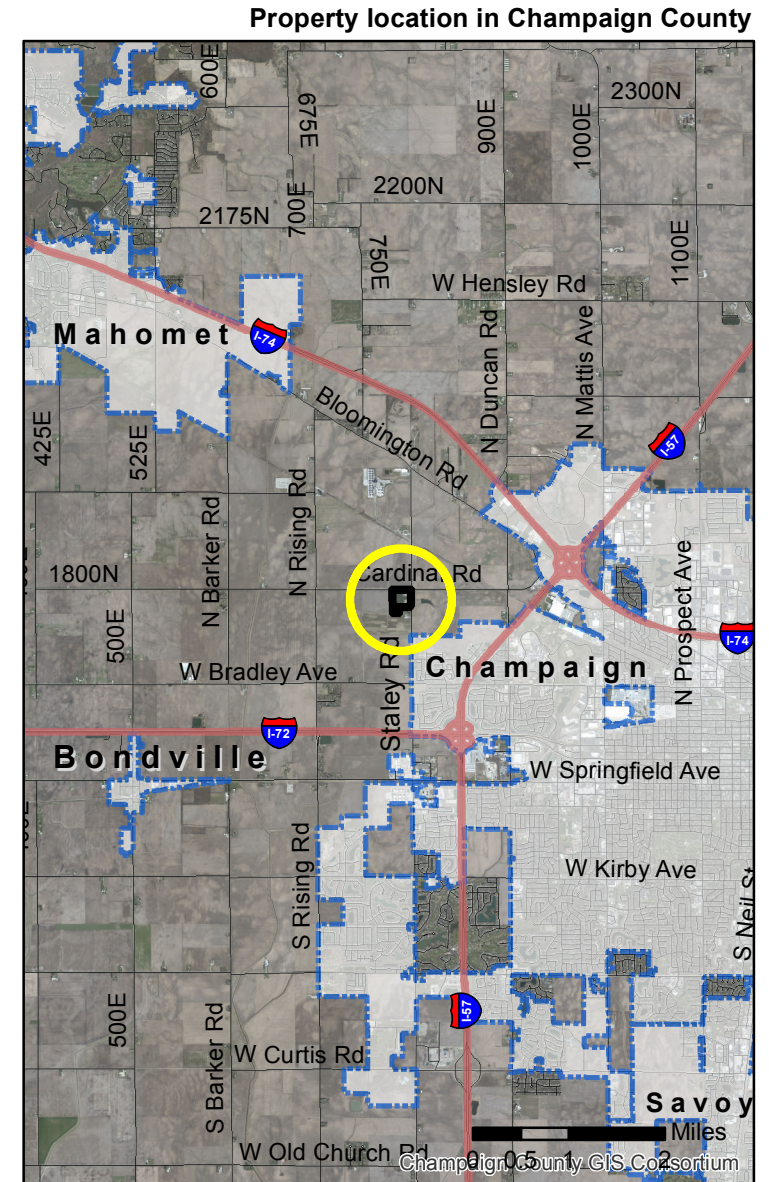 Property location in Champaign County
600E
2300N
675E
900E
1000E
2200N
2175N
700E
750E
1100E
W Hensley Rd
Mahomet
I-74
N Duncan Rd
N Mattis Ave
Bloomington Rd
425E
525E
I-57
N Barker Rd
N Rising Rd
1800N
Cardinal Rd
N Prospect Ave
500E
I-74
W Bradley Ave
Staley Rd
Champaign
I-72
Bondville
W Springfield Ave
S Rising Rd
W Kirby Ave
S Neil St
500E
I-57
S Barker Rd
W Curtis Rd
Savoy
Miles
W Old Church Rd
0 0.5 1 2
Champaign County GIS Consortium